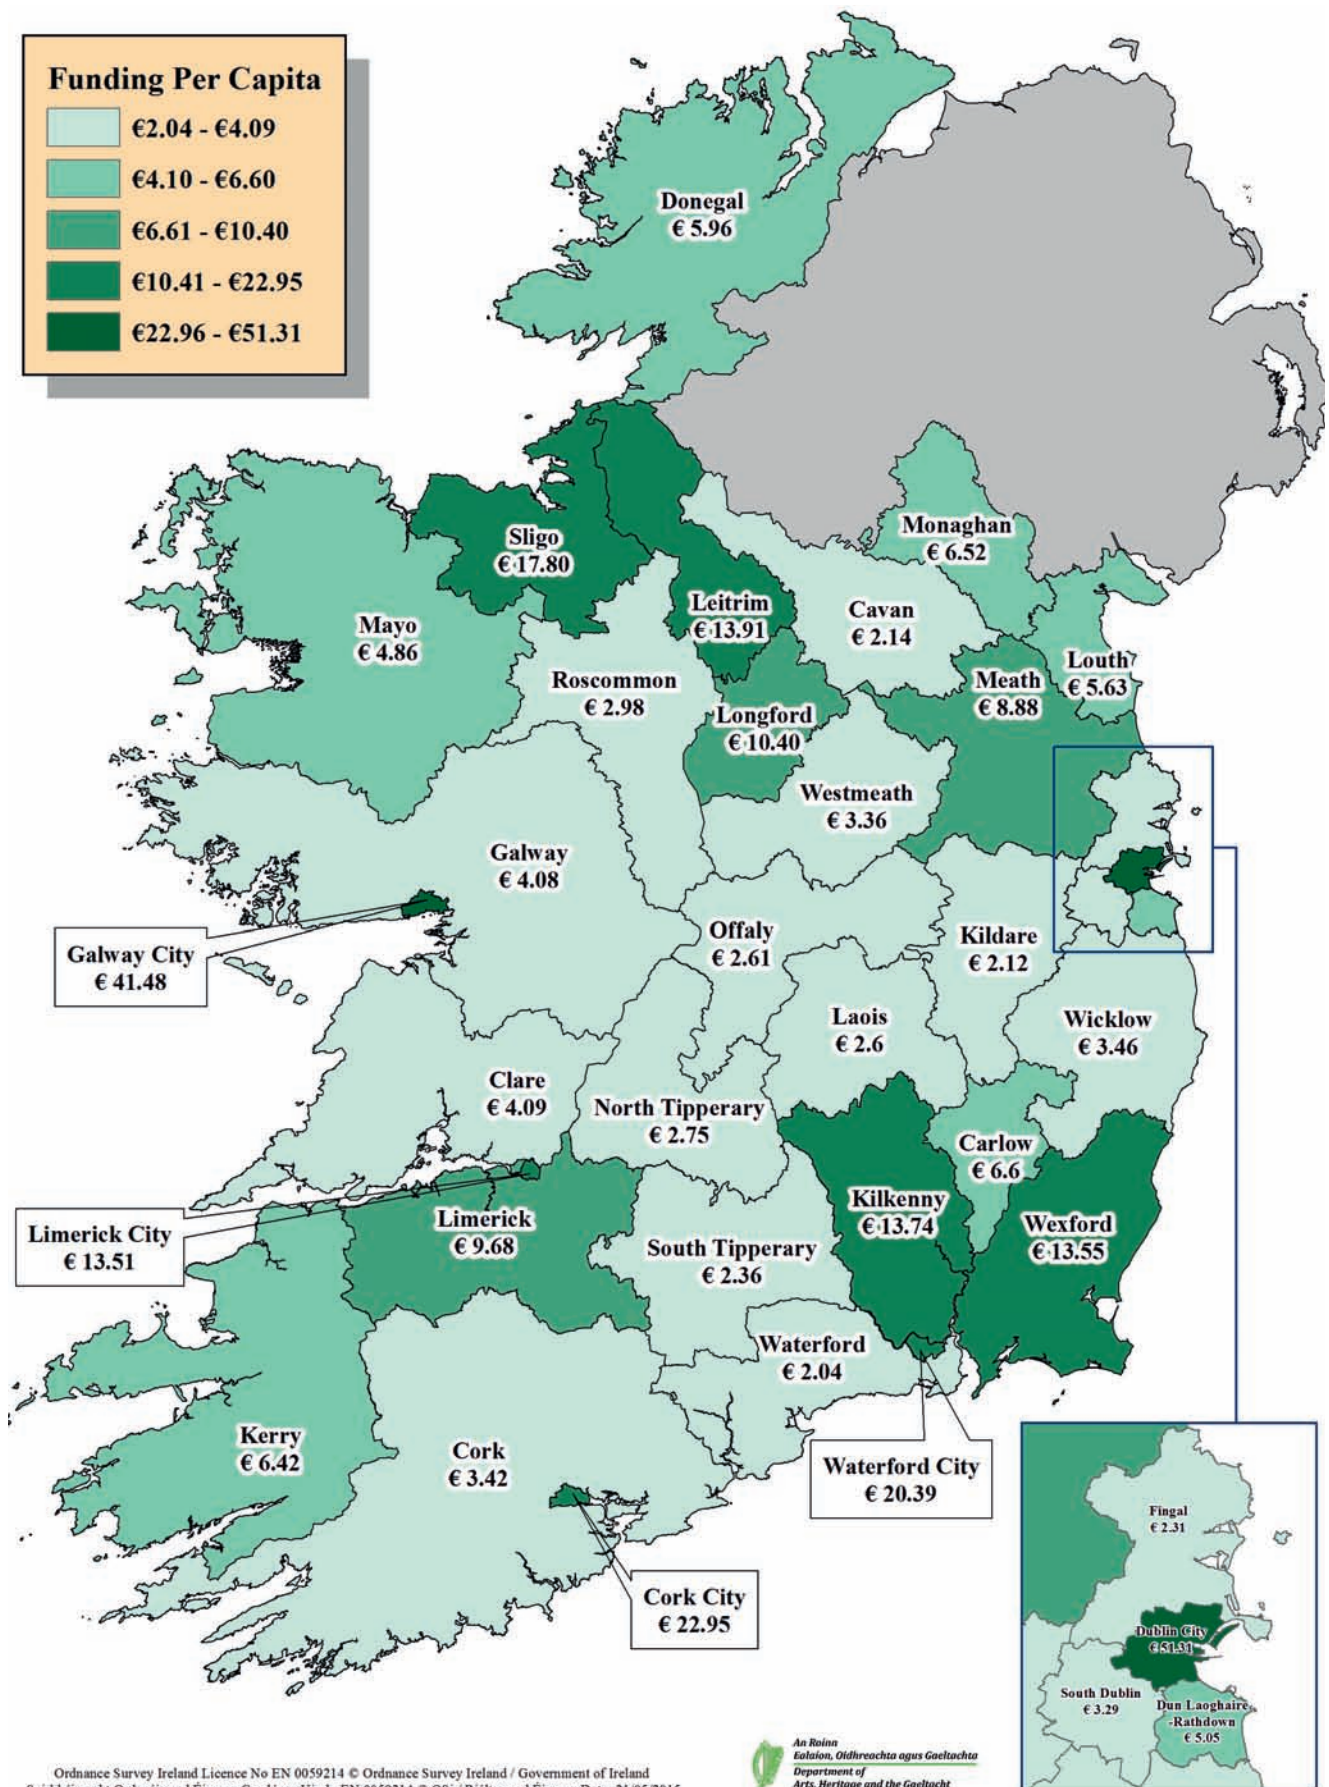 Funding Per Capita
€2.04 - €4.09
€4.10 - €6.60
€6.61 - €10.40
€10.41 - €22.95
€22.96 - €51.31
Donegal
€ 5.96
Sligo
€ 17.80
Monaghan
€ 6.52
Leitrim
€ 13.91
Cavan
€ 2.14
Mayo
€ 4.86
Roscommon
€ 2.98
Louth
€ 5.63
Meath
€ 8.88
Longford
€ 10.40
Westmeath
€ 3.36
Galway
€ 4.08
Galway City
€ 41.48
Offaly
€ 2.61
Kildare
€ 2.12
Laois
€ 2.6
Wicklow
€ 3.46
Clare
€ 4.09
North Tipperary
€ 2.75
Carlow
€ 6.6
Limerick City
€ 13.51
Limerick
€ 9.68
Kilkenny
€ 13.74
Wexford
€ 13.55
South Tipperary
€ 2.36
Waterford
€ 2.04
Kerry
€ 6.42
Cork
€ 3.42
Waterford City
€ 20.39
Cork City
€ 22.95
Fingal
€ 2.31
Dublin City
€ 51.31
South Dublin
€ 3.29
Dun Laoghaire
-Rathdown
€ 5.05
An Roinn
Ealaíon, Oidhreachta agus Gaeltachta
Department of
Arts, Heritage and the Gaeltacht
Ordnance Survey Ireland Licence No EN 0059214 © Ordnance Survey Ireland / Government of Ireland